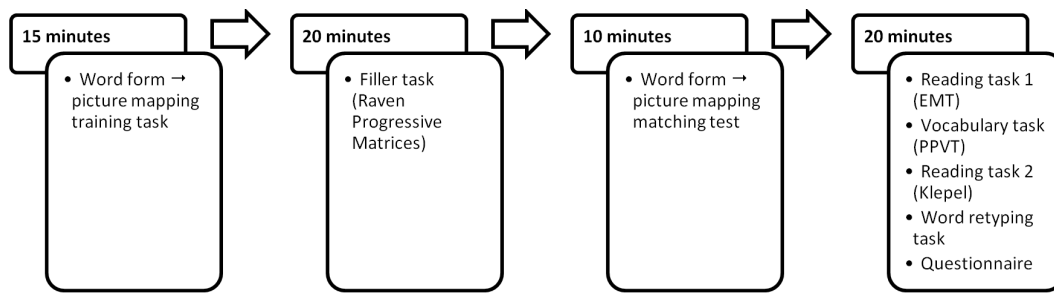 15 minutes
• Word form →
picture mapping
training task
20 minutes
• Filler task
(Raven
Progressive
Matrices)
10 minutes
• Word form →
picture mapping
matching test
20 minutes
• Reading task 1
(EMT)
• Vocabulary task
(PPVT)
• Reading task 2
(Klepel)
• Word retyping
task
• Questionnaire